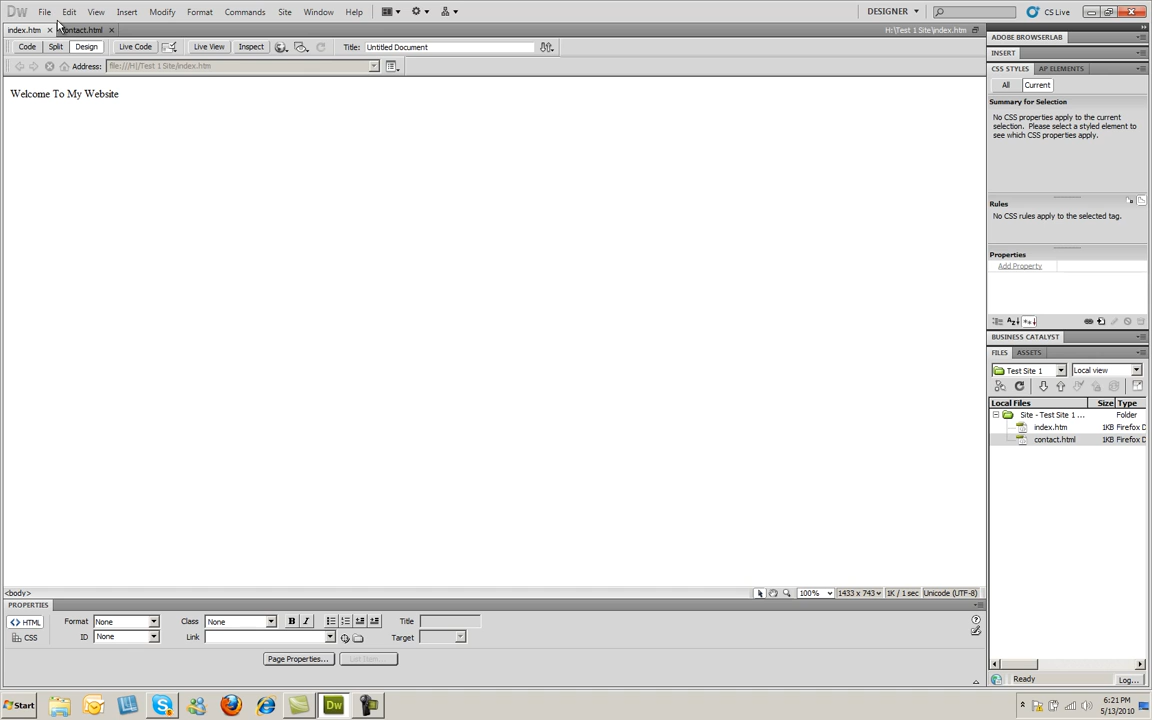 Dw File Edit View Insert Modify Format Commands Site Window Help DESIGNER CS Live
index.htm contact.html H:\Test 1 Site\index.htm
Code Split Design Live Code Live View Inspect Title: Untitled Document
Address: file:///H|/Test 1 Site/index.htm
Welcome To My Website
ADOBE BROWSERLAB
INSERT
CSS STYLES AP ELEMENTS
All Current
Summary for Selection
No CSS properties apply to the current
selection. Please select a styled element to
see which CSS properties apply.
Rules
No CSS rules apply to the selected tag.
Properties
Add Property
BUSINESS CATALYST
FILES ASSETS
Test Site 1 Local view
Local Files Size Type
Site - Test Site 1 ... Folder
index.htm 1KB Firefox D
contact.html 1KB Firefox D
<body> 100% 1433 x 743 1K / 1 sec Unicode (UTF-8)
PROPERTIES
<> HTML Format None Class None B I Title
CSS ID None Link Target
Page Properties... List Item...
Ready Log...
Start Dw 6:21 PM
5/13/2010